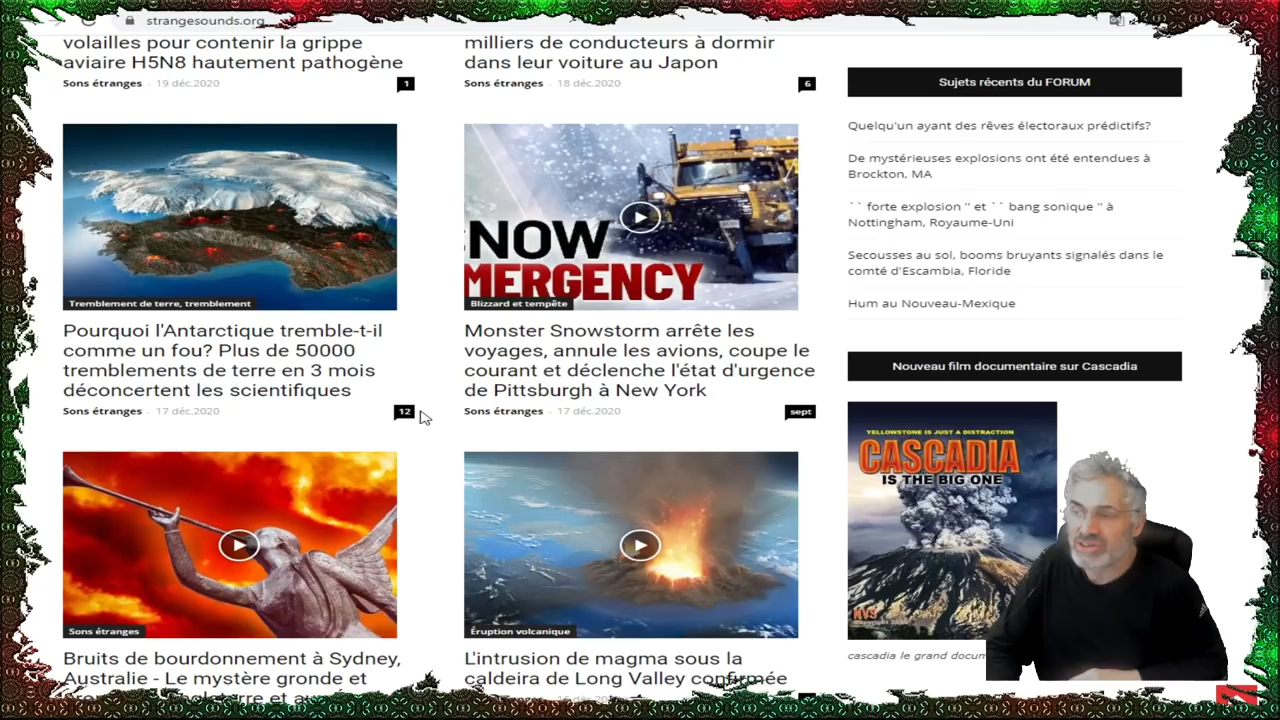 strangesounds.org
volailles pour contenir la grippe
aviaire H5N8 hautement pathogène
Sons étranges - 19 déc.2020
1
milliers de conducteurs à dormir
dans leur voiture au Japon
Sons étranges - 18 déc.2020
6
Tremblement de terre, tremblement
Pourquoi l'Antarctique tremble-t-il
comme un fou? Plus de 50000
tremblements de terre en 3 mois
déconcertent les scientifiques
Sons étranges - 17 déc.2020
12
NOW
MERGENCY
Blizzard et tempête
Monster Snowstorm arrête les
voyages, annule les avions, coupe le
courant et déclenche l'état d'urgence
de Pittsburgh à New York
Sons étranges - 17 déc.2020
sept
Sons étranges
Bruits de bourdonnement à Sydney,
Australie - Le mystère gronde et
Éruption volcanique
L'intrusion de magma sous la
caldeira de Long Valley confirmée
Sujets récents du FORUM
Quelqu'un ayant des rêves électoraux prédictifs?
De mystérieuses explosions ont été entendues à
Brockton, MA
`` forte explosion '' et `` bang sonique '' à
Nottingham, Royaume-Uni
Secousses au sol, booms bruyants signalés dans le
comté d'Escambia, Floride
Hum au Nouveau-Mexique
Nouveau film documentaire sur Cascadia
YELLOWSTONE IS JUST A DISTRACTION
CASCADIA
IS THE BIG ONE
cascadia le grand docum